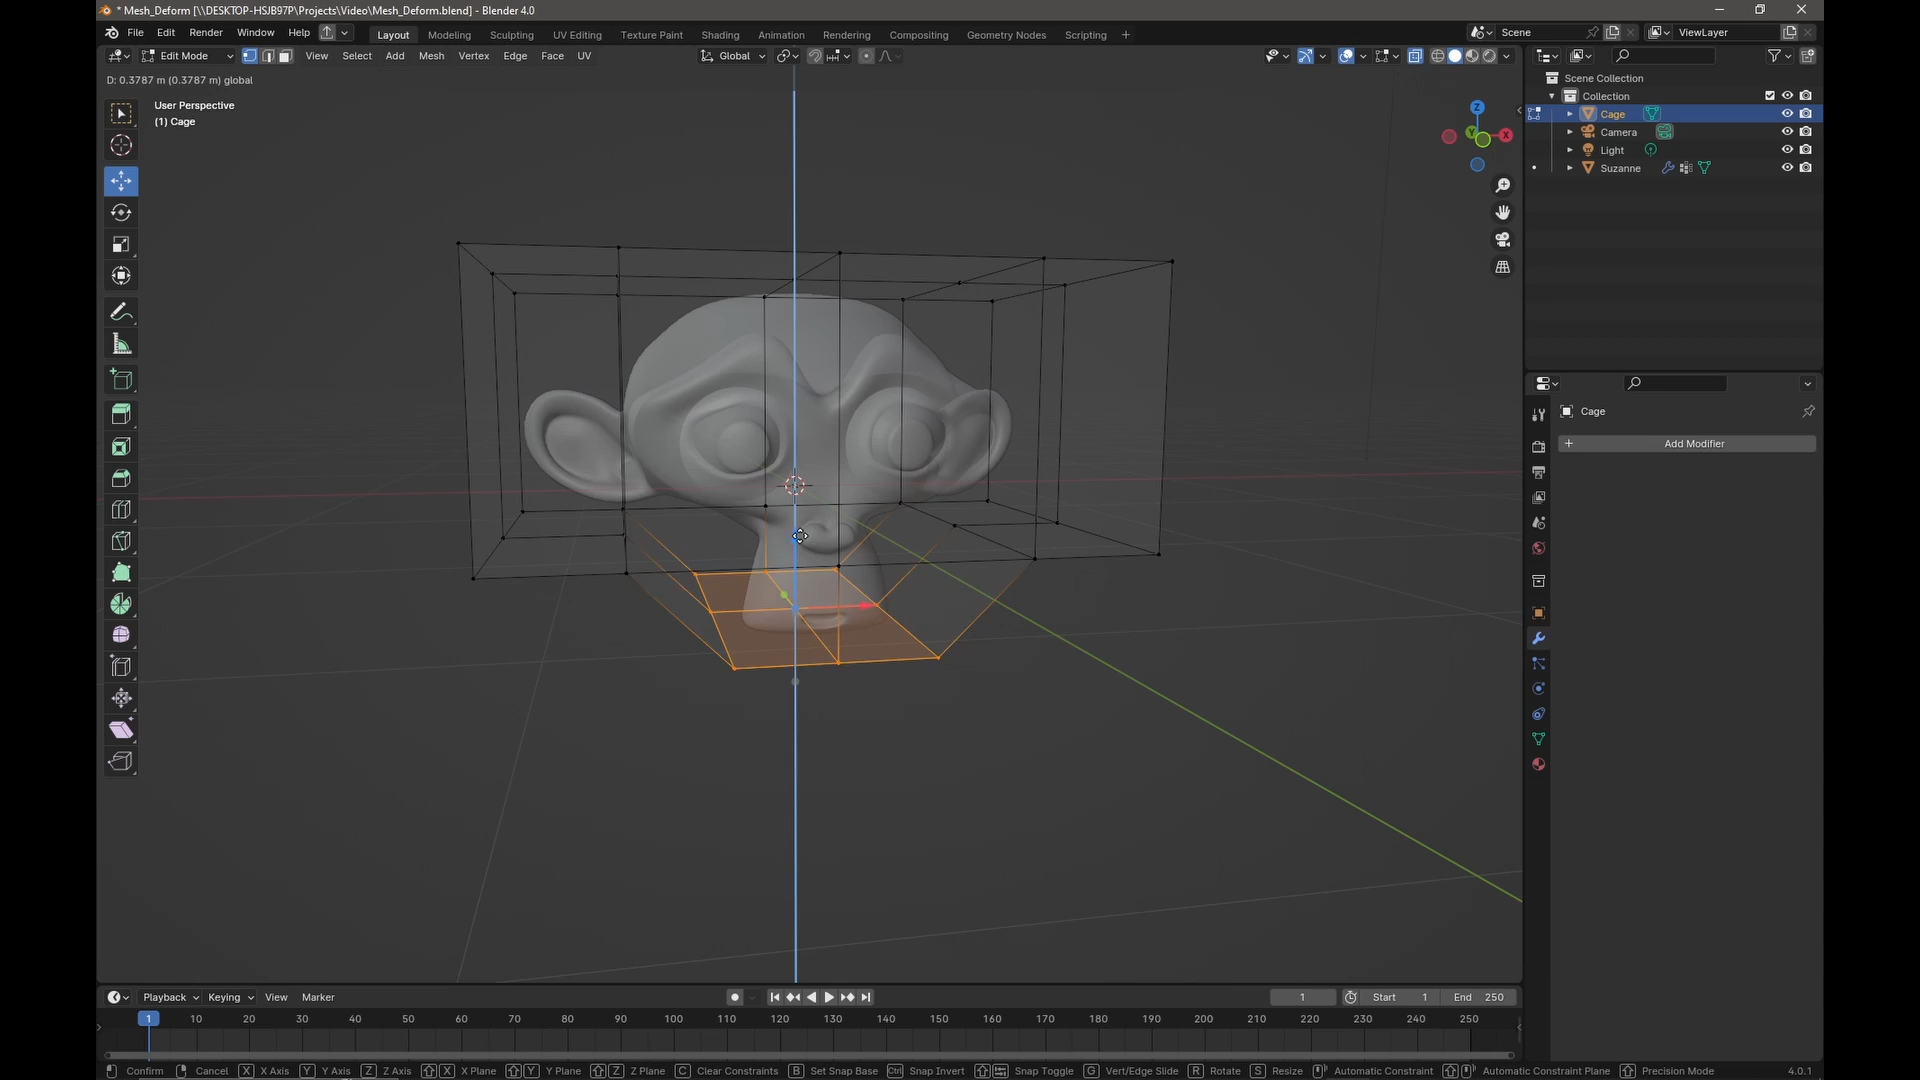 * Mesh_Deform [\\DESKTOP-HSJB97P\Projects\Video\Mesh_Deform.blend] - Blender 4.0
File Edit Render Window Help
Layout Modeling Sculpting UV Editing Texture Paint Shading Animation Rendering Compositing Geometry Nodes Scripting +
Scene
ViewLayer
Edit Mode
View Select Add Mesh Vertex Edge Face UV
Global
D: 0.3787 m (0.3787 m) global
User Perspective
(1) Cage
Z
Y
X
Scene Collection
Collection
Cage
Camera
Light
Suzanne
Cage
+ Add Modifier
Playback Keying View Marker
1
Start 1
End 250
1 10 20 30 40 50 60 70 80 90 100 110 120 130 140 150 160 170 180 190 200 210 220 230 240 250
Confirm Cancel X X Axis Y Y Axis Z Z Axis X X Plane Y Y Plane Z Z Plane C Clear Constraints B Set Snap Base Ctrl Snap Invert Snap Toggle G Vert/Edge Slide R Rotate S Resize Automatic Constraint Automatic Constraint Plane Precision Mode 4.0.1